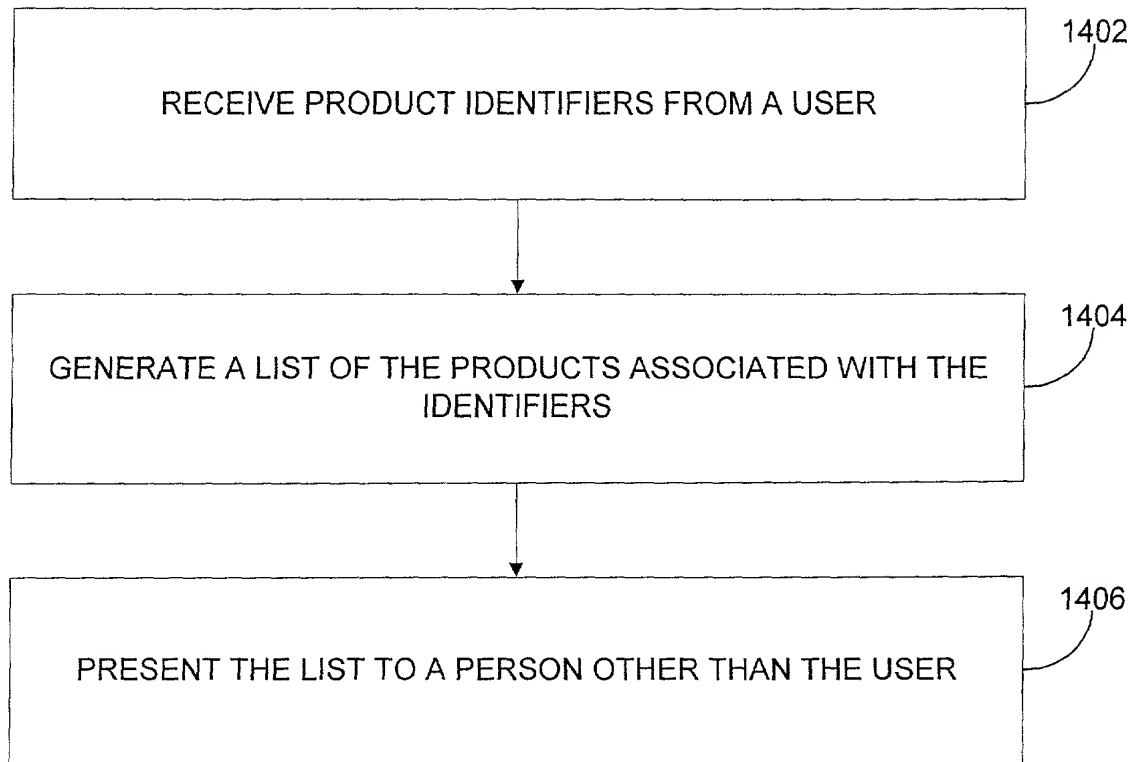 1402
RECEIVE PRODUCT IDENTIFIERS FROM A USER
1404
GENERATE A LIST OF THE PRODUCTS ASSOCIATED WITH THE
IDENTIFIERS
1406
PRESENT THE LIST TO A PERSON OTHER THAN THE USER